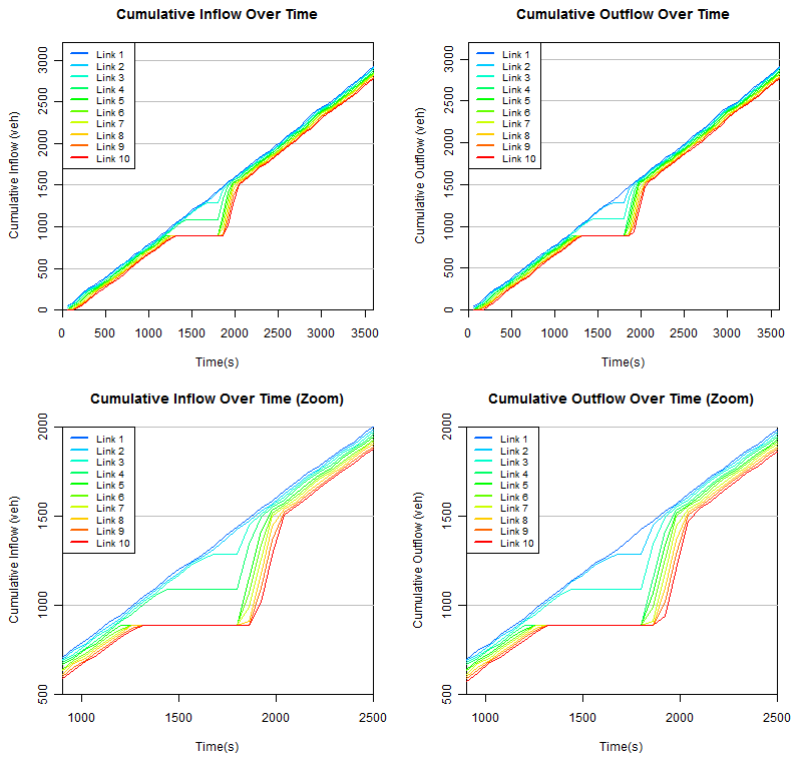 Cumulative Inflow Over Time
Cumulative Inflow (veh)
3000
2500
2000
1500
1000
500
0
Link 1
Link 2
Link 3
Link 4
Link 5
Link 6
Link 7
Link 8
Link 9
Link 10
0 500 1000 1500 2000 2500 3000 3500
Time(s)
Cumulative Outflow Over Time
Cumulative Outflow (veh)
3000
2500
2000
1500
1000
500
0
Link 1
Link 2
Link 3
Link 4
Link 5
Link 6
Link 7
Link 8
Link 9
Link 10
0 500 1000 1500 2000 2500 3000 3500
Time(s)
Cumulative Inflow Over Time (Zoom)
Cumulative Inflow (veh)
2000
1500
1000
500
Link 1
Link 2
Link 3
Link 4
Link 5
Link 6
Link 7
Link 8
Link 9
Link 10
1000 1500 2000 2500
Time(s)
Cumulative Outflow Over Time (Zoom)
Cumulative Outflow (veh)
2000
1500
1000
500
Link 1
Link 2
Link 3
Link 4
Link 5
Link 6
Link 7
Link 8
Link 9
Link 10
1000 1500 2000 2500
Time(s)